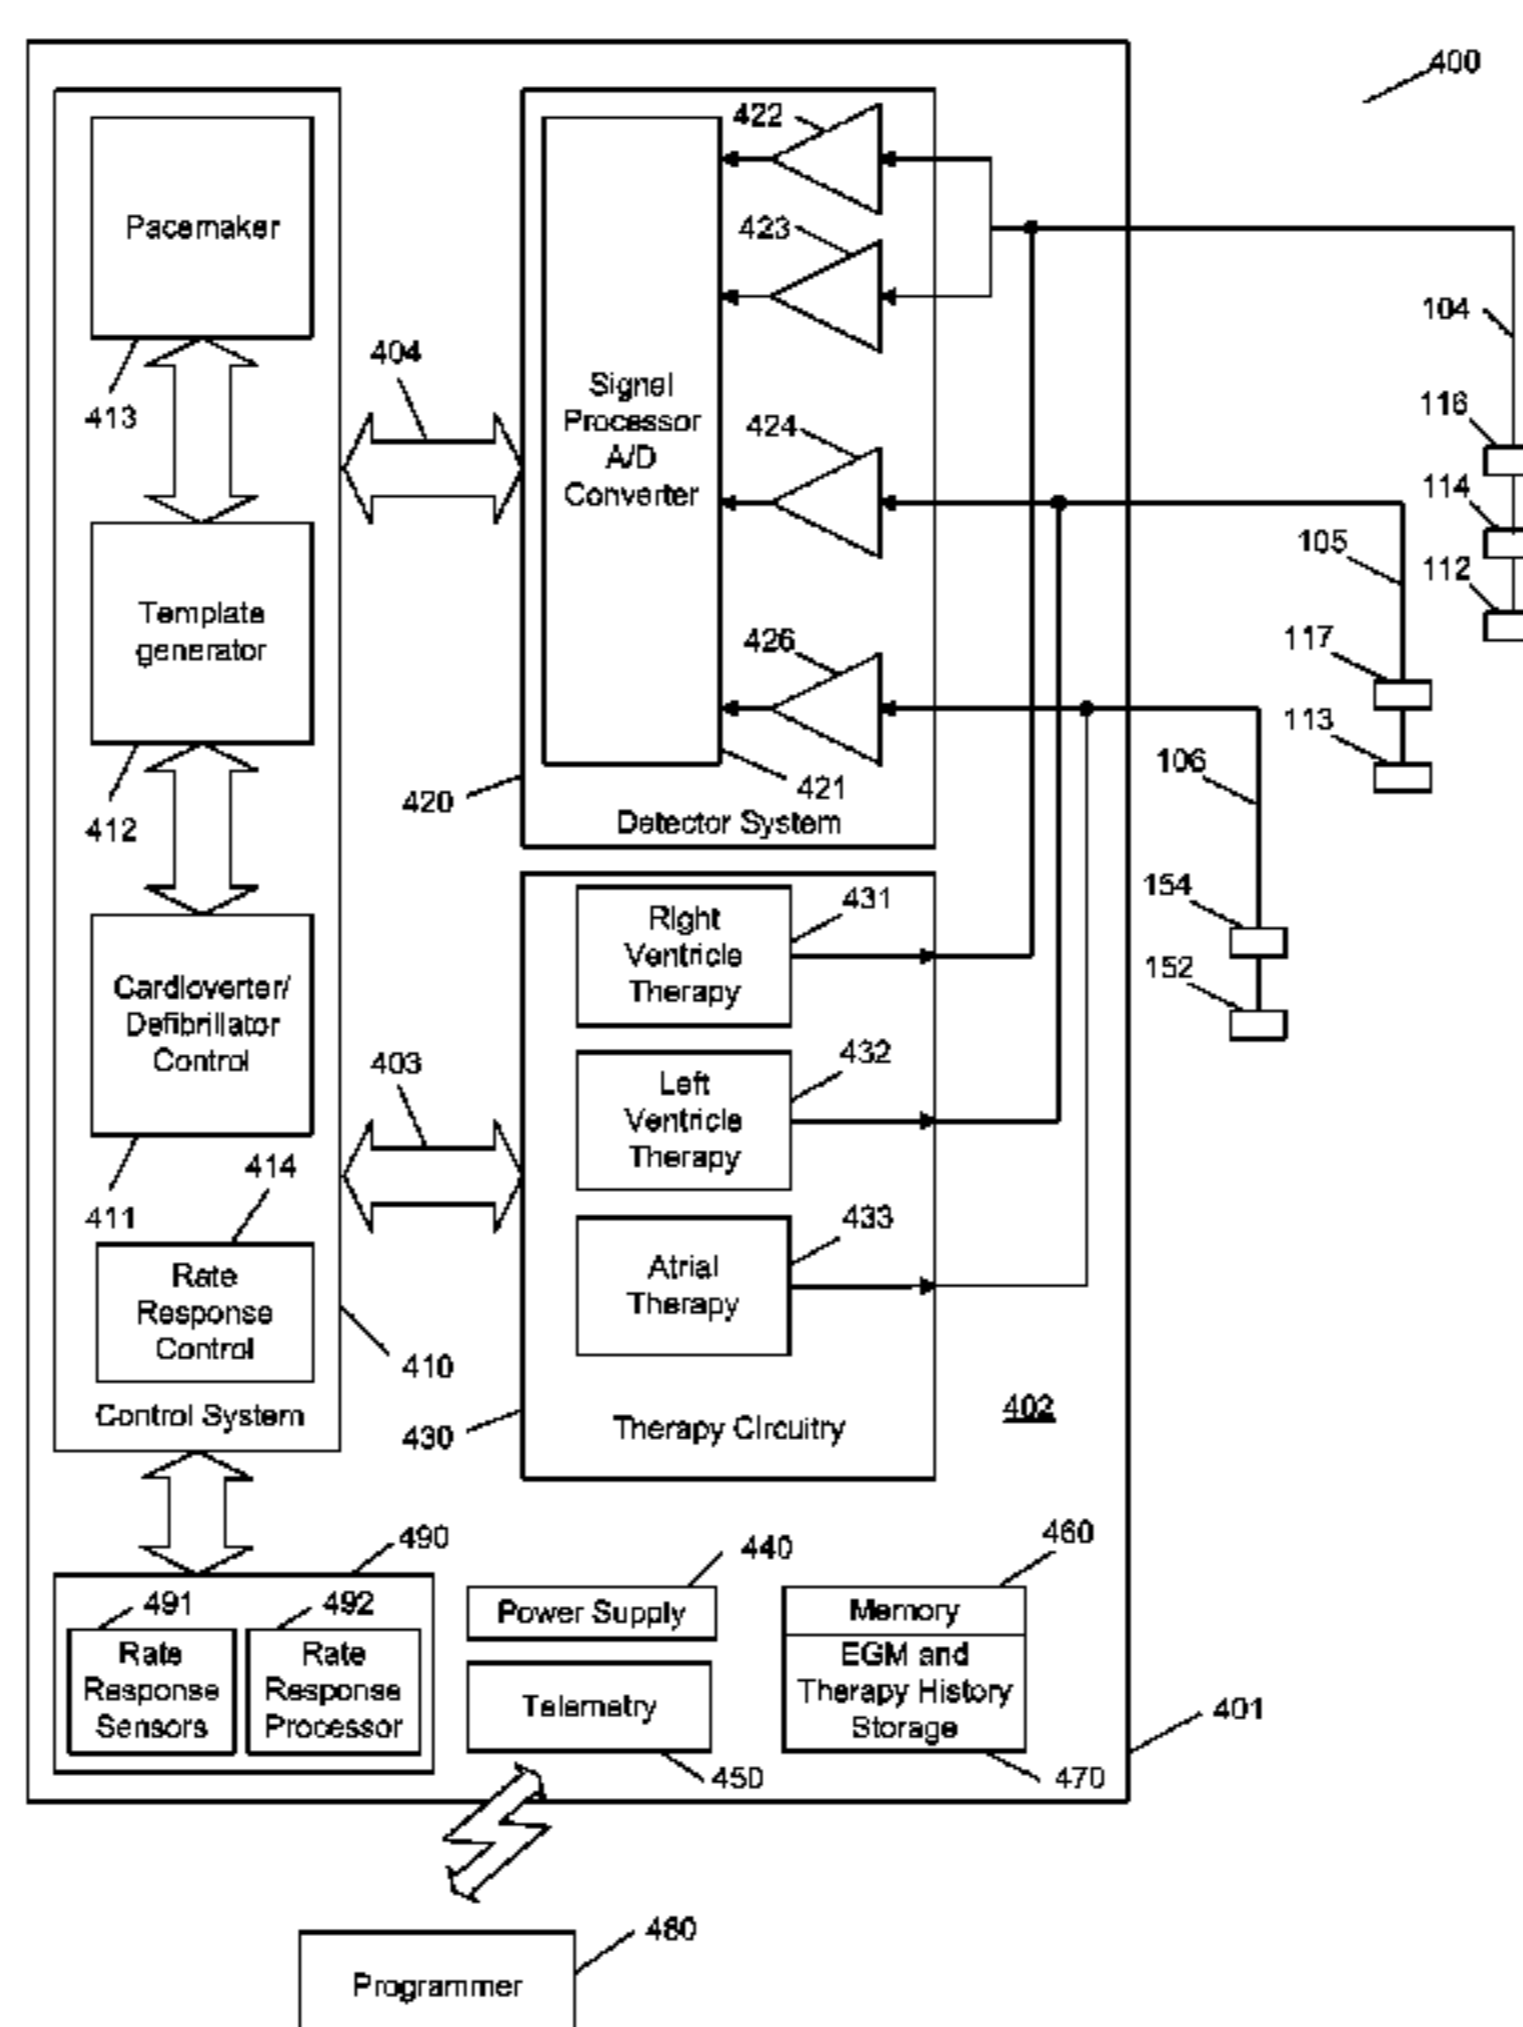 400
422
Pacemaker
423
104
404
413
Signel
Processor
A/D
Converter
424
116
114
105
112
Template
generator
426
117
113
106
421
420
412
Detector System
154
431
Right
Ventricle
Therapy
152
Cardioverter/
Defibrillator
Control
403
432
Left
Ventricle
Therapy
414
411
433
Rate
Response
Control
Atrial
Therapy
410
402
Control System
430
Therapy Circuitry
490
440
460
491
492
Power Supply
Memory
Rate
Response
Sensors
Rate
Response
Processor
EGM and
Therapy History
Storage
Telemetry
401
450
470
480
Programmer